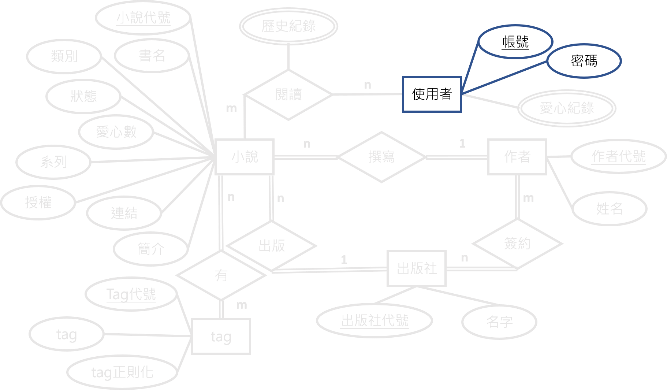 小說代號
歷史紀錄
帳號
類別
書名
密碼
狀態
n
閱讀
使用者
m
愛心紀錄
愛心數
系列
小說
n
撰寫
1
作者
作者代號
授權
n
n
m
連結
姓名
簡介
出版
簽約
1
出版社
n
有
Tag代號
m
出版社代號
名字
tag
tag
tag正則化